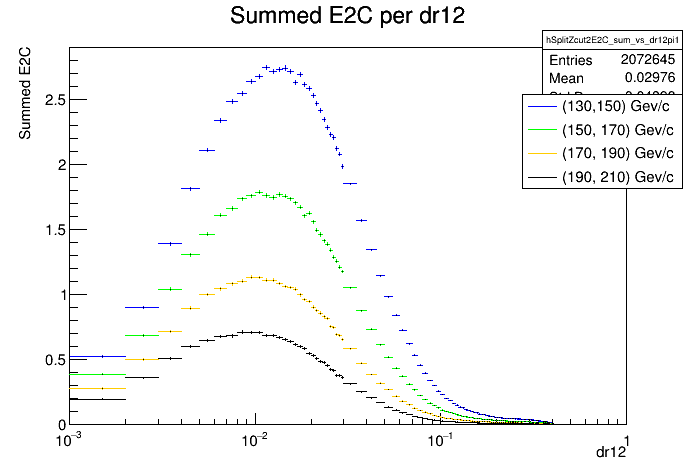 Summed E2C per dr12
hSplitZcut2E2C_sum_vs_dr12pi1
Entries 2072645
Mean 0.02976
(130,150) Gev/c
(150, 170) Gev/c
(170, 190) Gev/c
(190, 210) Gev/c
Summed E2C
2.5
2
1.5
1
0.5
0
10⁻³ 10⁻² 10⁻¹ 1
dr12